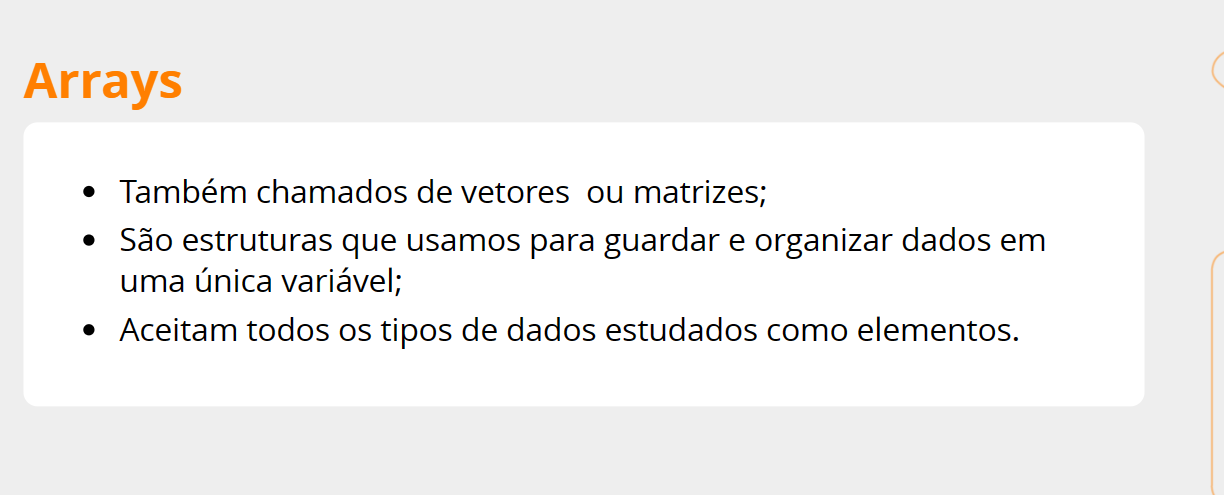 Arrays
• Também chamados de vetores  ou matrizes;
• São estruturas que usamos para guardar e organizar dados em
uma única variável;
• Aceitam todos os tipos de dados estudados como elementos.